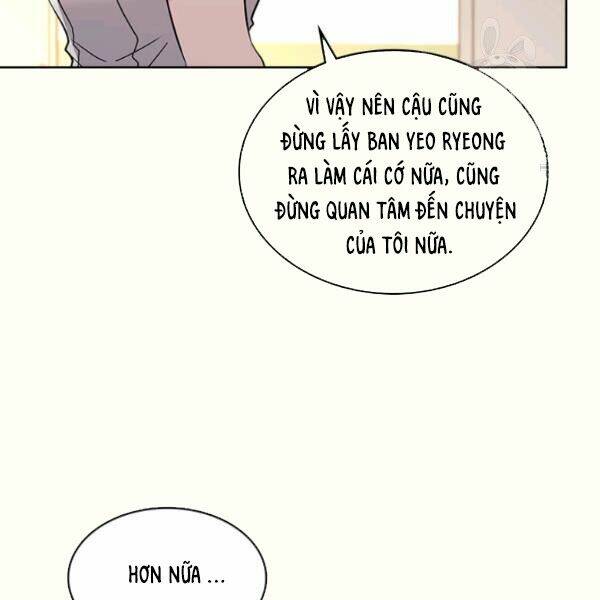 VÌ VẬY NÊN CẬU CŨNG
ĐỪNG LẤY BAN YEO RYEONG
RA LÀM CÁI CỚ NỮA, CŨNG
ĐỪNG QUAN TÂM ĐẾN CHUYỆN
CỦA TÔI NỮA.
HƠN NỮA ...